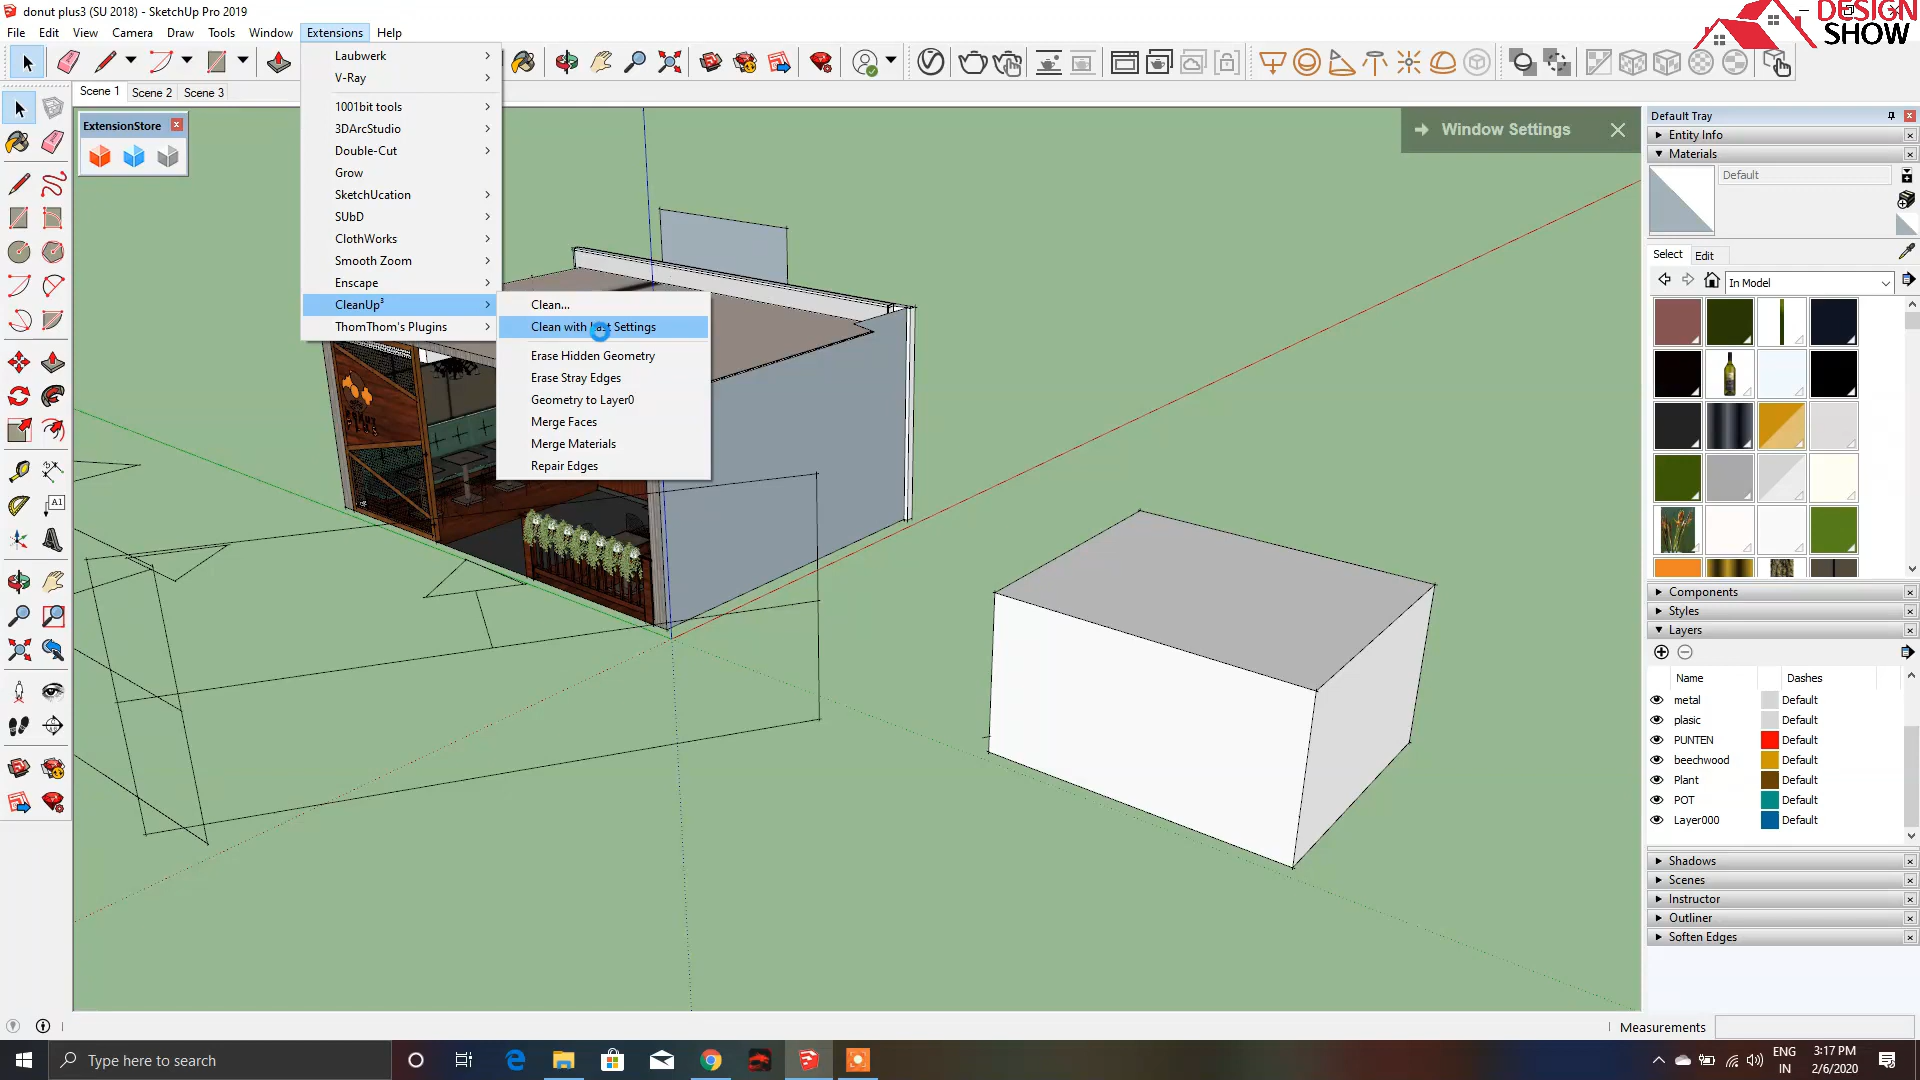 donut plus3 (SU 2018) - SketchUp Pro 2019
DESIGN
SHOW
File Edit View Camera Draw Tools Window Extensions Help
Scene 1 Scene 2 Scene 3
ExtensionStore
Laubwerk
V-Ray
1001bit tools
3DArcStudio
Double-Cut
Grow
SketchUcation
SUbD
ClothWorks
Smooth Zoom
Enscape
CleanUp³
ThomThom's Plugins
Clean...
Clean with Last Settings
Erase Hidden Geometry
Erase Stray Edges
Geometry to Layer0
Merge Faces
Merge Materials
Repair Edges
Window Settings
A1
Default Tray
Entity Info
Materials
Default
Select Edit
In Model
Components
Styles
Layers
Name Dashes
metal Default
plasic Default
PUNTEN Default
beechwood Default
Plant Default
POT Default
Layer000 Default
Shadows
Scenes
Instructor
Outliner
Soften Edges
Measurements
Type here to search
ENG
IN
3:17 PM
2/6/2020